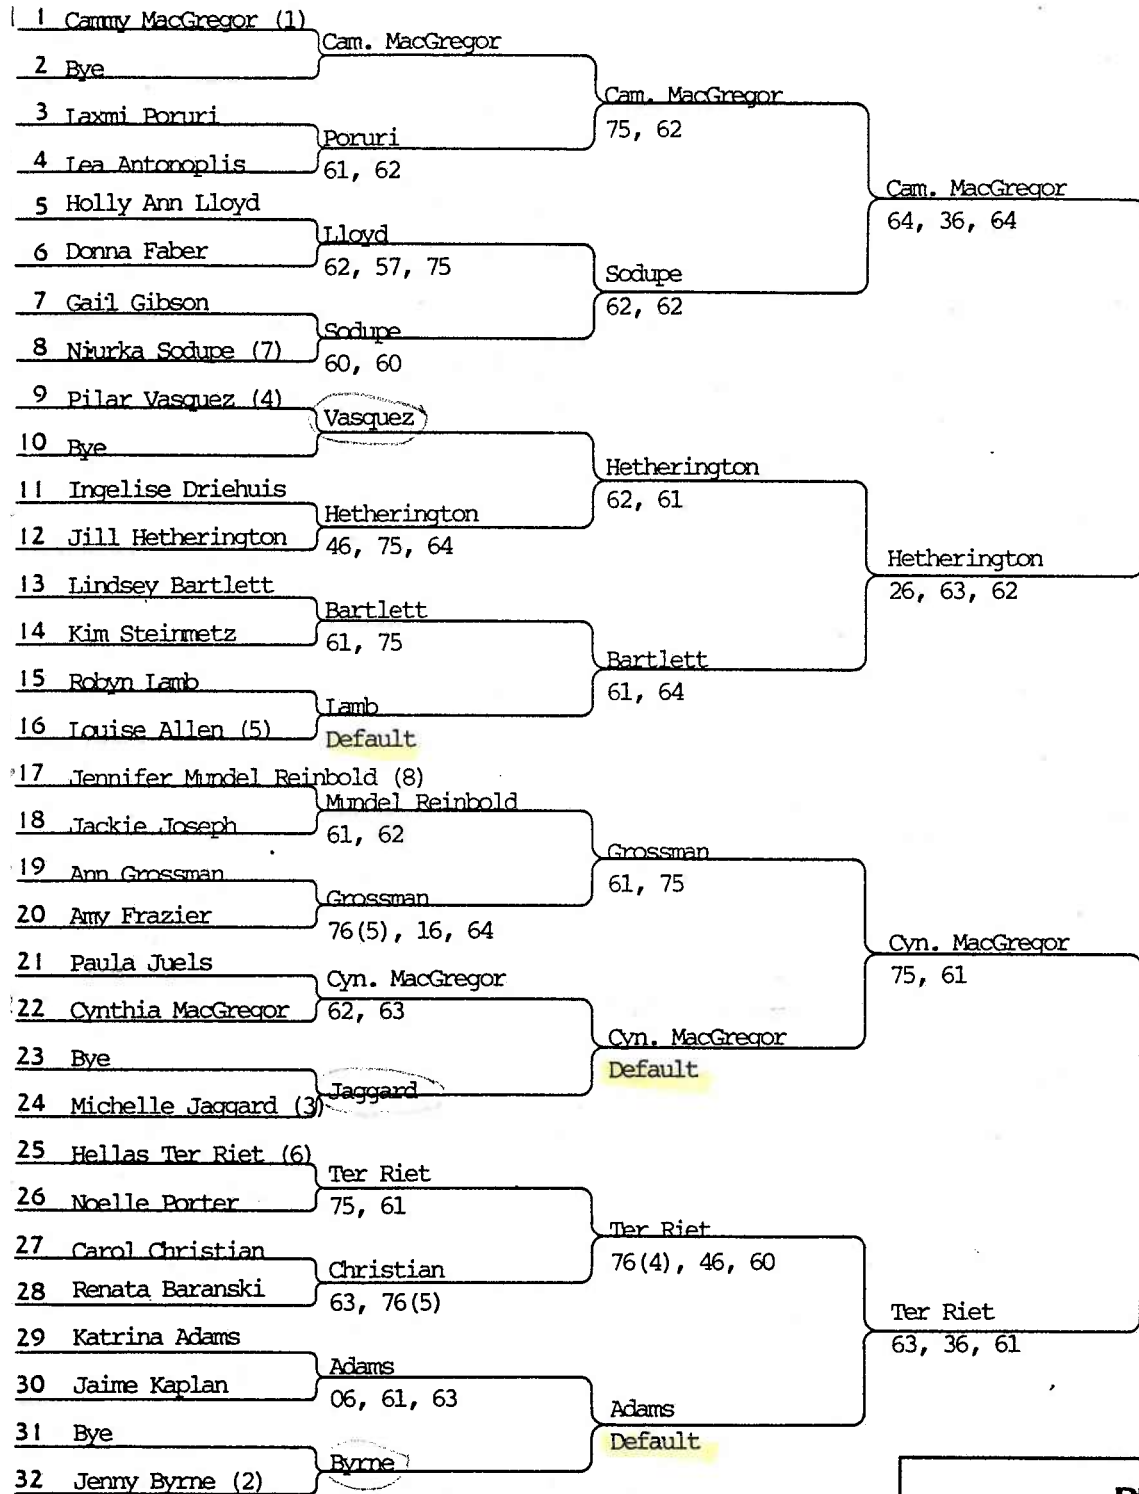 1 Cammy MacGregor (1)
2 Bye
3 Laxmi Poruri
4 Lea Antonoplis
5 Holly Ann Lloyd
6 Donna Faber
7 Gail Gibson
8 Niurka Sodupe (7)
9 Pilar Vasquez (4)
10 Bye
11 Ingelise Driehuis
12 Jill Hetherington
13 Lindsey Bartlett
14 Kim Steinmetz
15 Robyn Lamb
16 Louise Allen (5)
17 Jennifer Mundel Reinbold (8)
18 Jackie Joseph
19 Ann Grossman
20 Amy Frazier
21 Paula Juels
22 Cynthia MacGregor
23 Bye
24 Michelle Jaggard (3)
25 Hellas Ter Riet (6)
26 Noelle Porter
27 Carol Christian
28 Renata Baranski
29 Katrina Adams
30 Jaime Kaplan
31 Bye
32 Jenny Byrne (2)
Cam. MacGregor
Poruri
61, 62
Lloyd
62, 57, 75
Sodupe
60, 60
Vasquez
Hetherington
46, 75, 64
Bartlett
61, 75
Lamb
Default
Mundel Reinbold
61, 62
Grossman
76(5), 16, 64
Cyn. MacGregor
62, 63
Jaggard
Ter Riet
75, 61
Christian
63, 76(5)
Adams
06, 61, 63
Byrne
Cam. MacGregor
75, 62
Sodupe
62, 62
Hetherington
62, 61
Bartlett
61, 64
Grossman
61, 75
Cyn. MacGregor
Default
Ter Riet
76(4), 46, 60
Adams
Default
Cam. MacGregor
64, 36, 64
Hetherington
26, 63, 62
Cyn. MacGregor
75, 61
Ter Riet
63, 36, 61